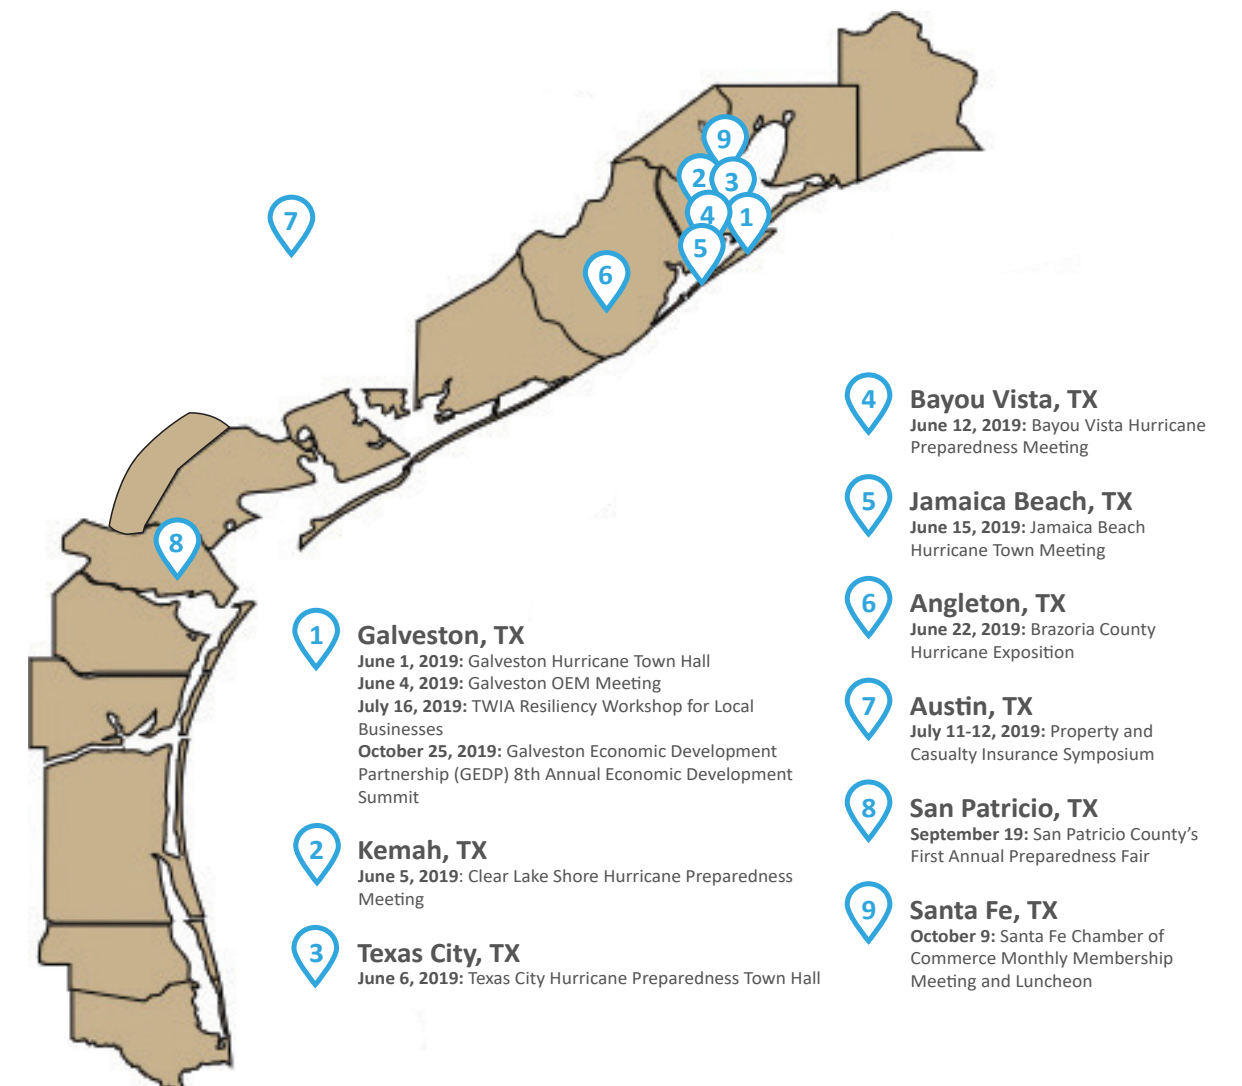 9
2
3
7
4
1
5
6
8
1
Galveston, TX
June 1, 2019: Galveston Hurricane Town Hall
June 4, 2019: Galveston OEM Meeting
July 16, 2019: TWIA Resiliency Workshop for Local
Businesses
October 25, 2019: Galveston Economic Development
Partnership (GEDP) 8th Annual Economic Development
Summit
2
Kemah, TX
June 5, 2019: Clear Lake Shore Hurricane Preparedness
Meeting
3
Texas City, TX
June 6, 2019: Texas City Hurricane Preparedness Town Hall
4
Bayou Vista, TX
June 12, 2019: Bayou Vista Hurricane
Preparedness Meeting
5
Jamaica Beach, TX
June 15, 2019: Jamaica Beach
Hurricane Town Meeting
6
Angleton, TX
June 22, 2019: Brazoria County
Hurricane Exposition
7
Austin, TX
July 11-12, 2019: Property and
Casualty Insurance Symposium
8
San Patricio, TX
September 19: San Patricio County’s
First Annual Preparedness Fair
9
Santa Fe, TX
October 9: Santa Fe Chamber of
Commerce Monthly Membership
Meeting and Luncheon